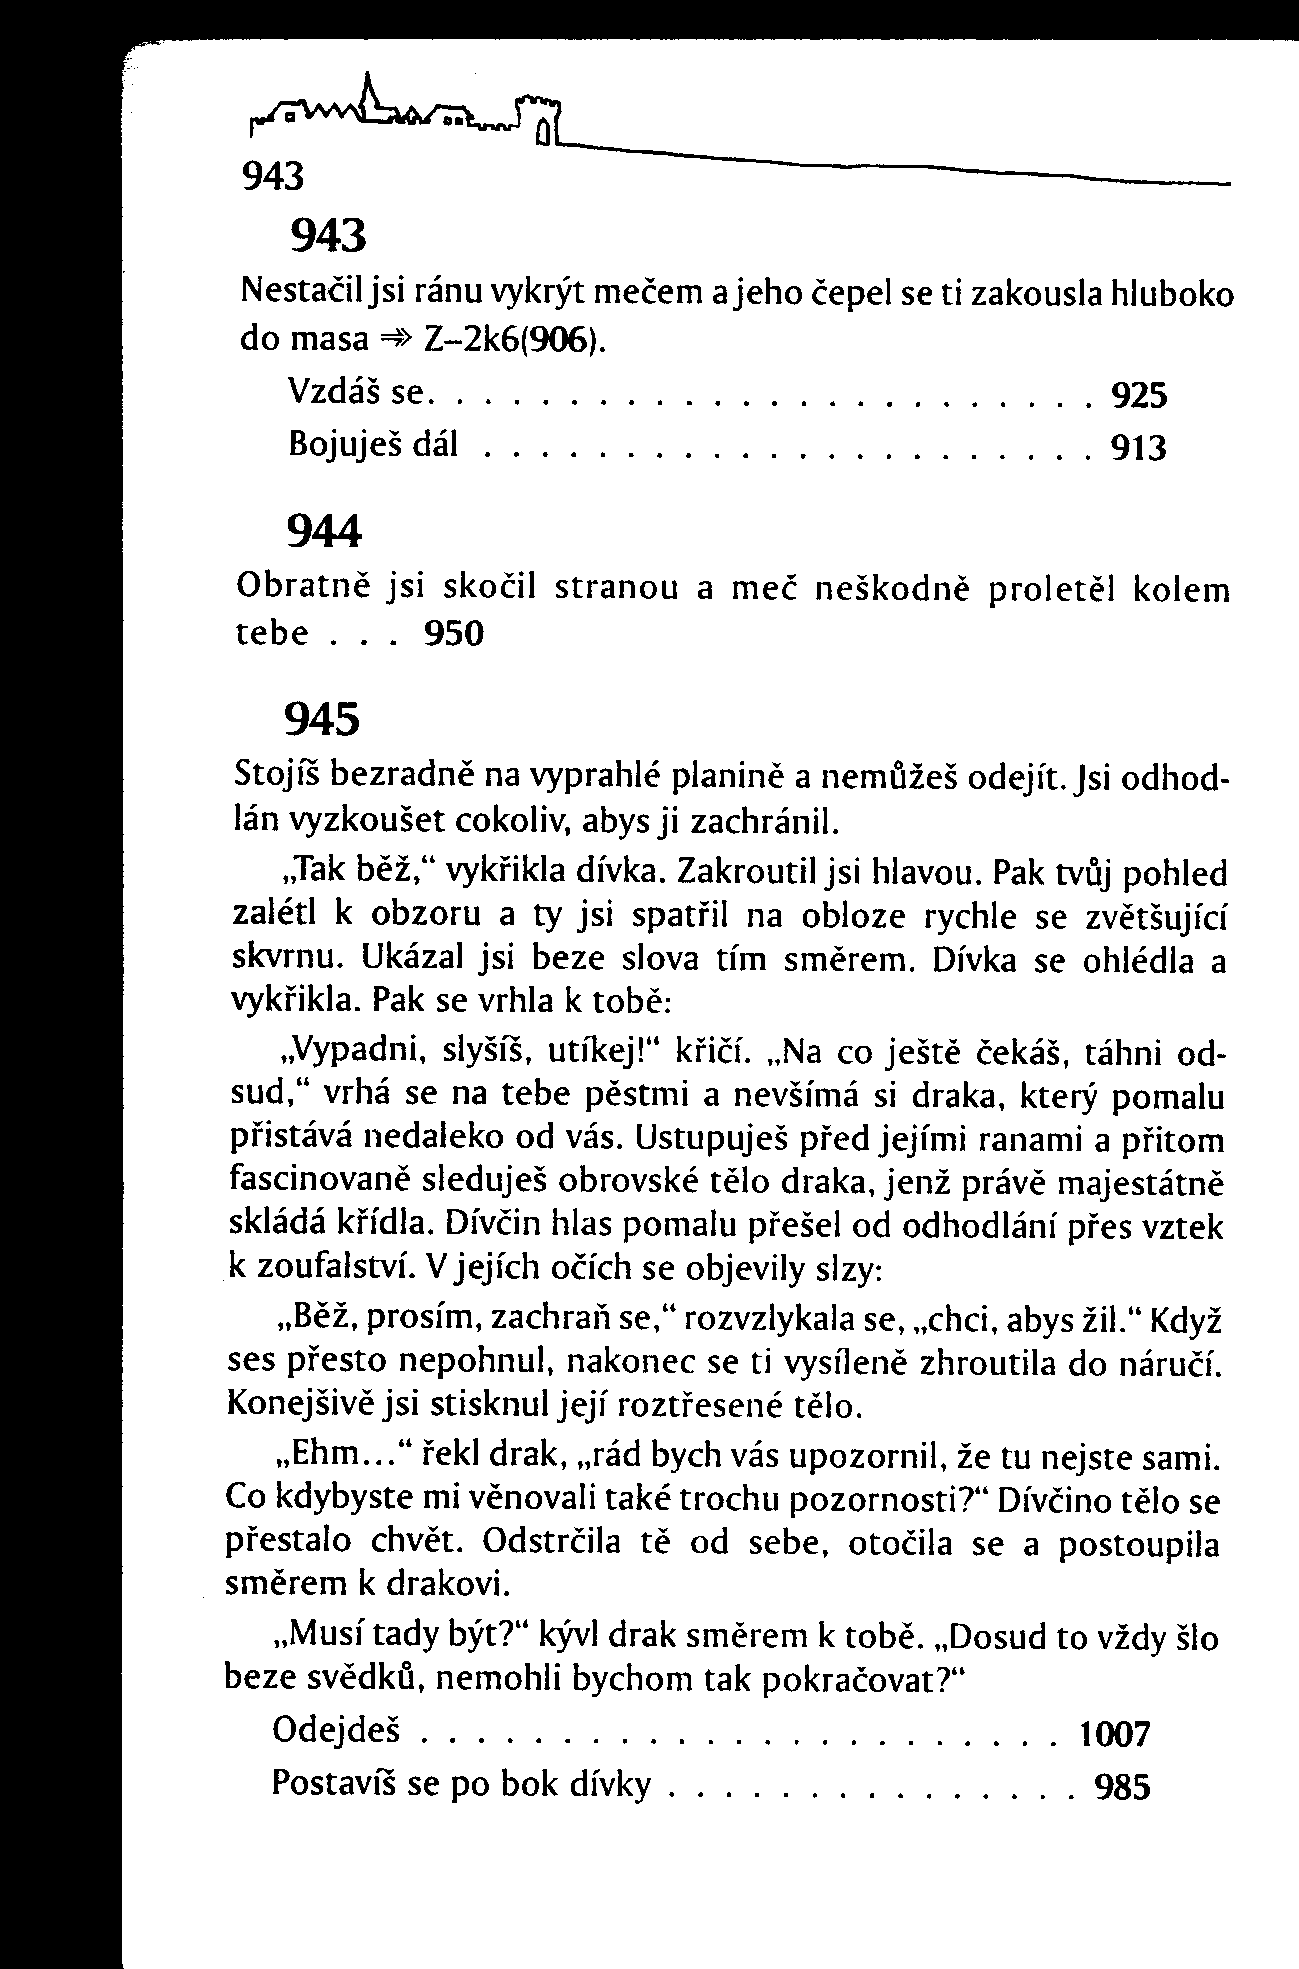 943
943
Nestačil jsi ránu vykrýt mečem a jeho čepel se ti zakousla hluboko
do masa ⇻ Z–2k6(906).
Vzdáš se. . . . . . . . . . . . . . . . . . . . . . . . 925
Bojuješ dál . . . . . . . . . . . . . . . . . . . . . . 913
944
Obratně jsi skočil stranou a meč neškodně proletěl kolem
tebe . . . 950
945
Stojíš bezradně na vyprahlé planině a nemůžeš odejít. Jsi odhod-
lán vyzkoušet cokoliv, abys ji zachránil.
„Tak běž,“ vykřikla dívka. Zakroutil jsi hlavou. Pak tvůj pohled
zalétl k obzoru a ty jsi spatřil na obloze rychle se zvětšující
skvrnu. Ukázal jsi beze slova tím směrem. Dívka se ohlédla a
vykřikla. Pak se vrhla k tobě:
„Vypadni, slyšíš, utíkej!“ křičí. „Na co ještě čekáš, táhni od-
sud,“ vrhá se na tebe pěstmi a nevšímá si draka, který pomalu
přistává nedaleko od vás. Ustupuješ před jejími ranami a přitom
fascinovaně sleduješ obrovské tělo draka, jenž právě majestátně
skládá křídla. Dívčin hlas pomalu přešel od odhodlání přes vztek
k zoufalství. V jejích očích se objevily slzy:
„Běž, prosím, zachraň se,“ rozvzlykala se, „chci, abys žil.“ Když
ses přesto nepohnul, nakonec se ti vysíleně zhroutila do náručí.
Konejšivě jsi stisknul její roztřesené tělo.
„Ehm...“ řekl drak, „rád bych vás upozornil, že tu nejste sami.
Co kdybyste mi věnovali také trochu pozornosti?“ Dívčino tělo se
přestalo chvět. Odstrčila tě od sebe, otočila se a postoupila
směrem k drakovi.
„Musí tady být?“ kývl drak směrem k tobě. „Dosud to vždy šlo
beze svědků, nemohli bychom tak pokračovat?“
Odejdeš . . . . . . . . . . . . . . . . . . . . . . . 1007
Postavíš se po bok dívky . . . . . . . . . . . . . . . 985